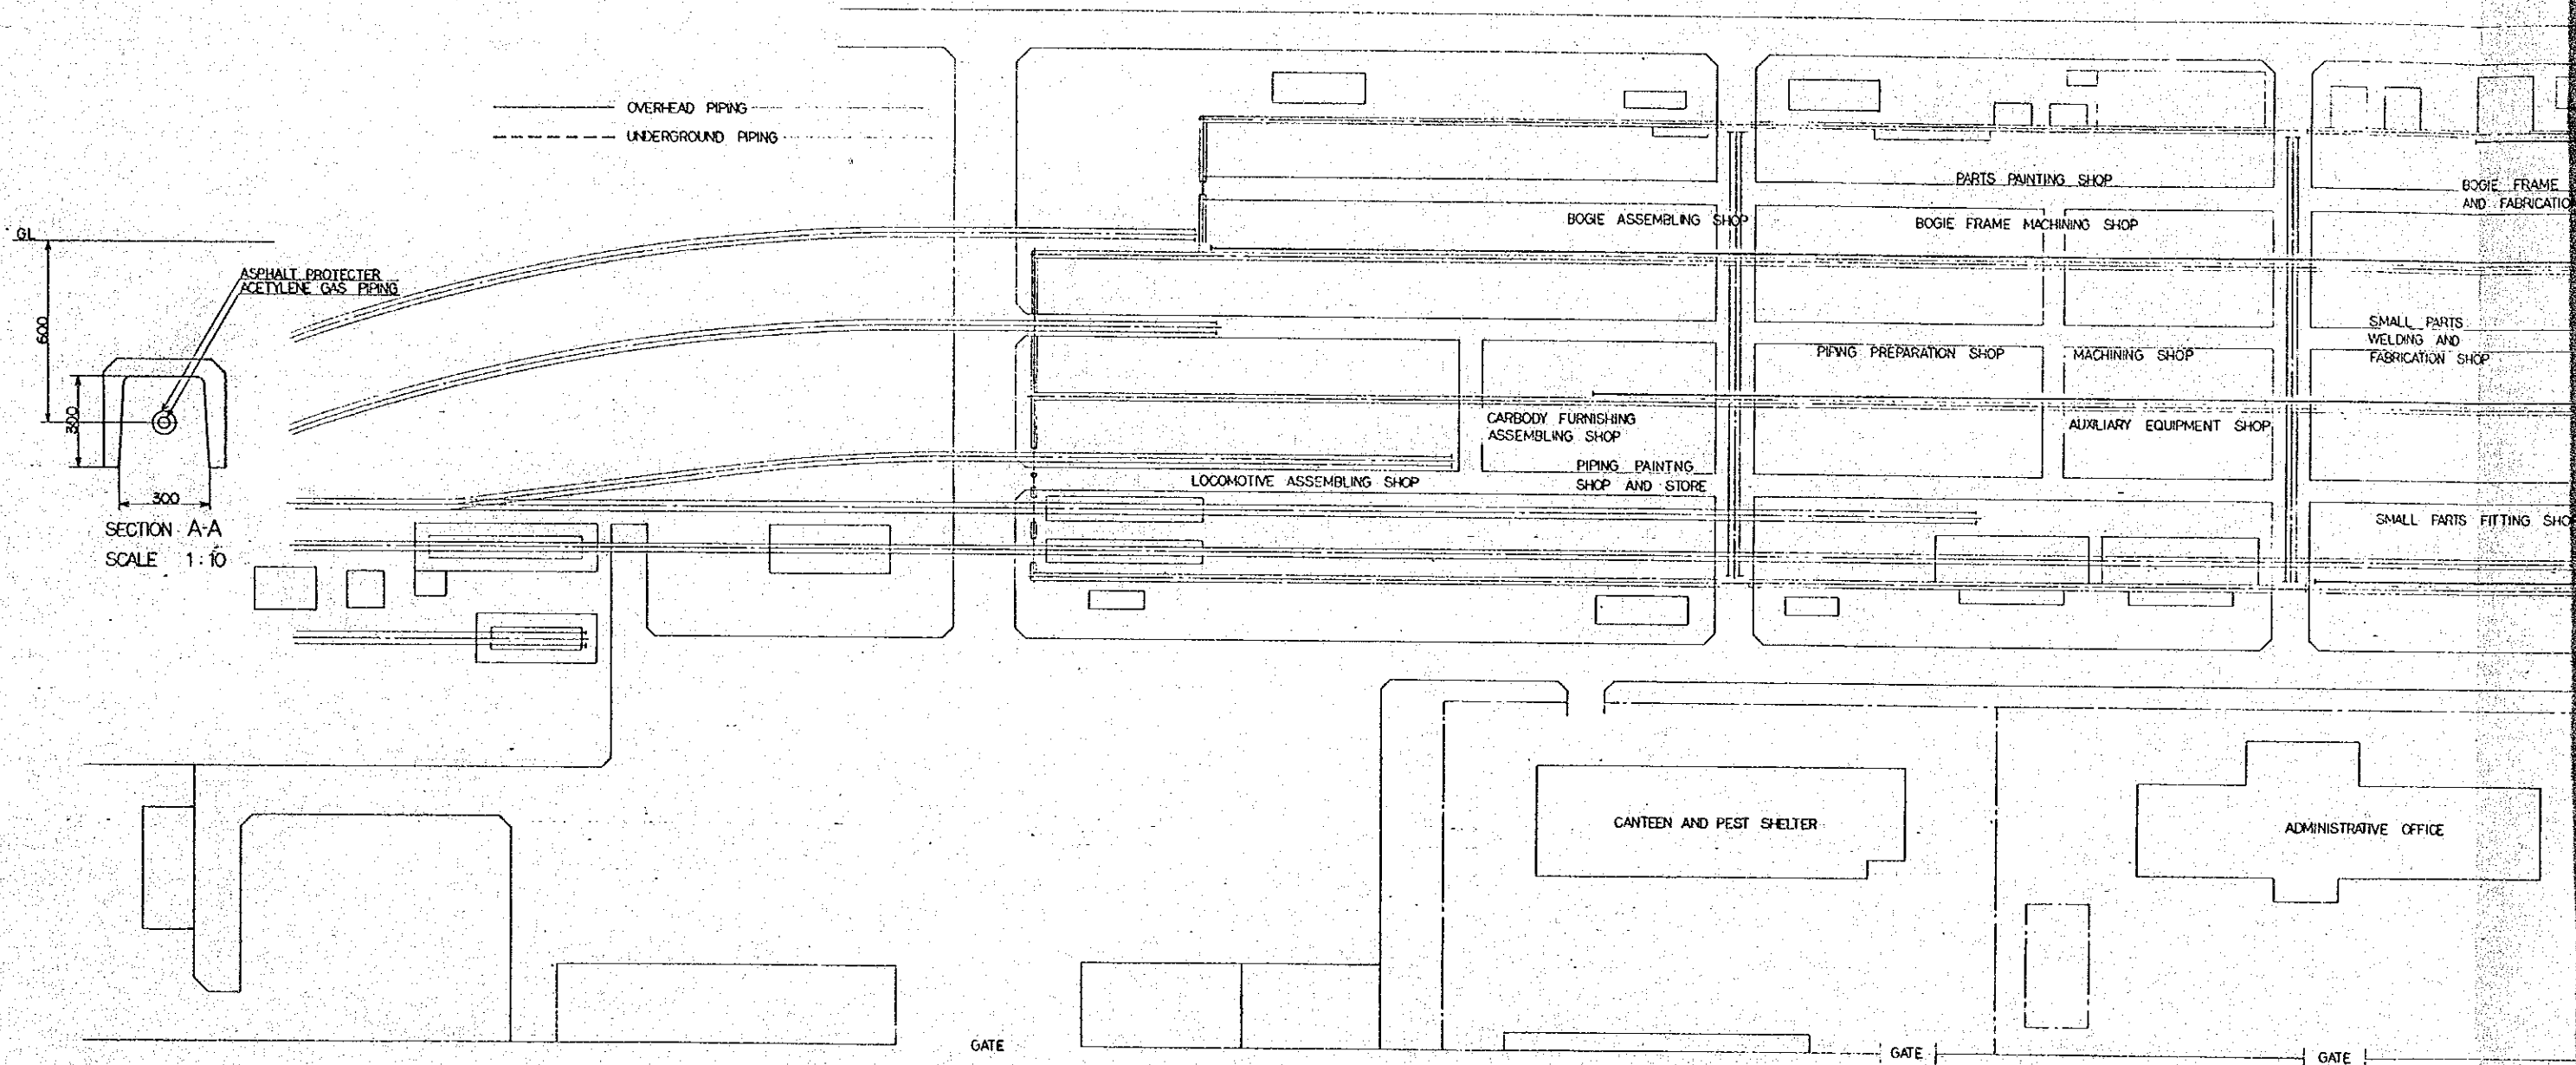 OVERHEAD PIPING
UNDERGROUND PIPING
GL
ASPHALT PROTECTER
ACETYLENE GAS PIPING
600
300
300
SECTION A-A
SCALE 1:10
PARTS PAINTING SHOP
BOGIE FRAME
AND FABRICATIO
BOGIE ASSEMBLING SHOP
BOGIE FRAME MACHINING SHOP
SMALL PARTS
WELDING AND
FABRICATION SHOP
PIPING PREPARATION SHOP
MACHINING SHOP
CARBODY FURNISHING
ASSEMBLING SHOP
AUXILIARY EQUIPMENT SHOP
PIPING PAINTNG
SHOP AND STORE
LOCOMOTIVE ASSEMBLING SHOP
SMALL PARTS FITTING SHO
CANTEEN AND PEST SHELTER
ADMINISTRATIVE OFFICE
GATE
GATE
GATE